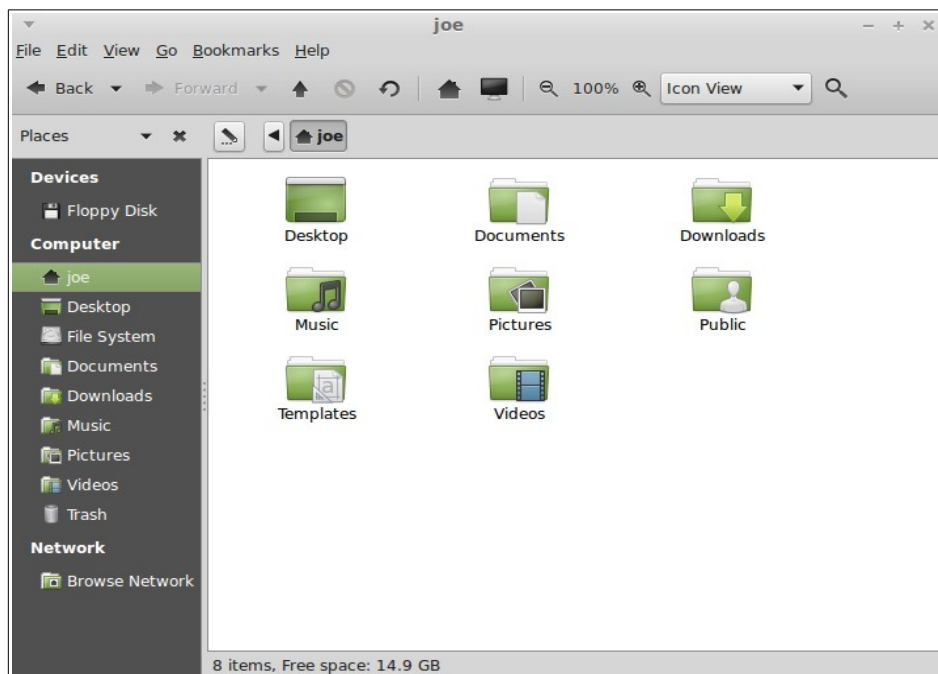 joe
File Edit View Go Bookmarks Help
Back Forward 100% Icon View
Places joe
Devices
Floppy Disk
Computer
joe
Desktop
File System
Documents
Downloads
Music
Pictures
Videos
Trash
Network
Browse Network
Desktop Documents Downloads
Music Pictures Public
Templates Videos
8 items, Free space: 14.9 GB